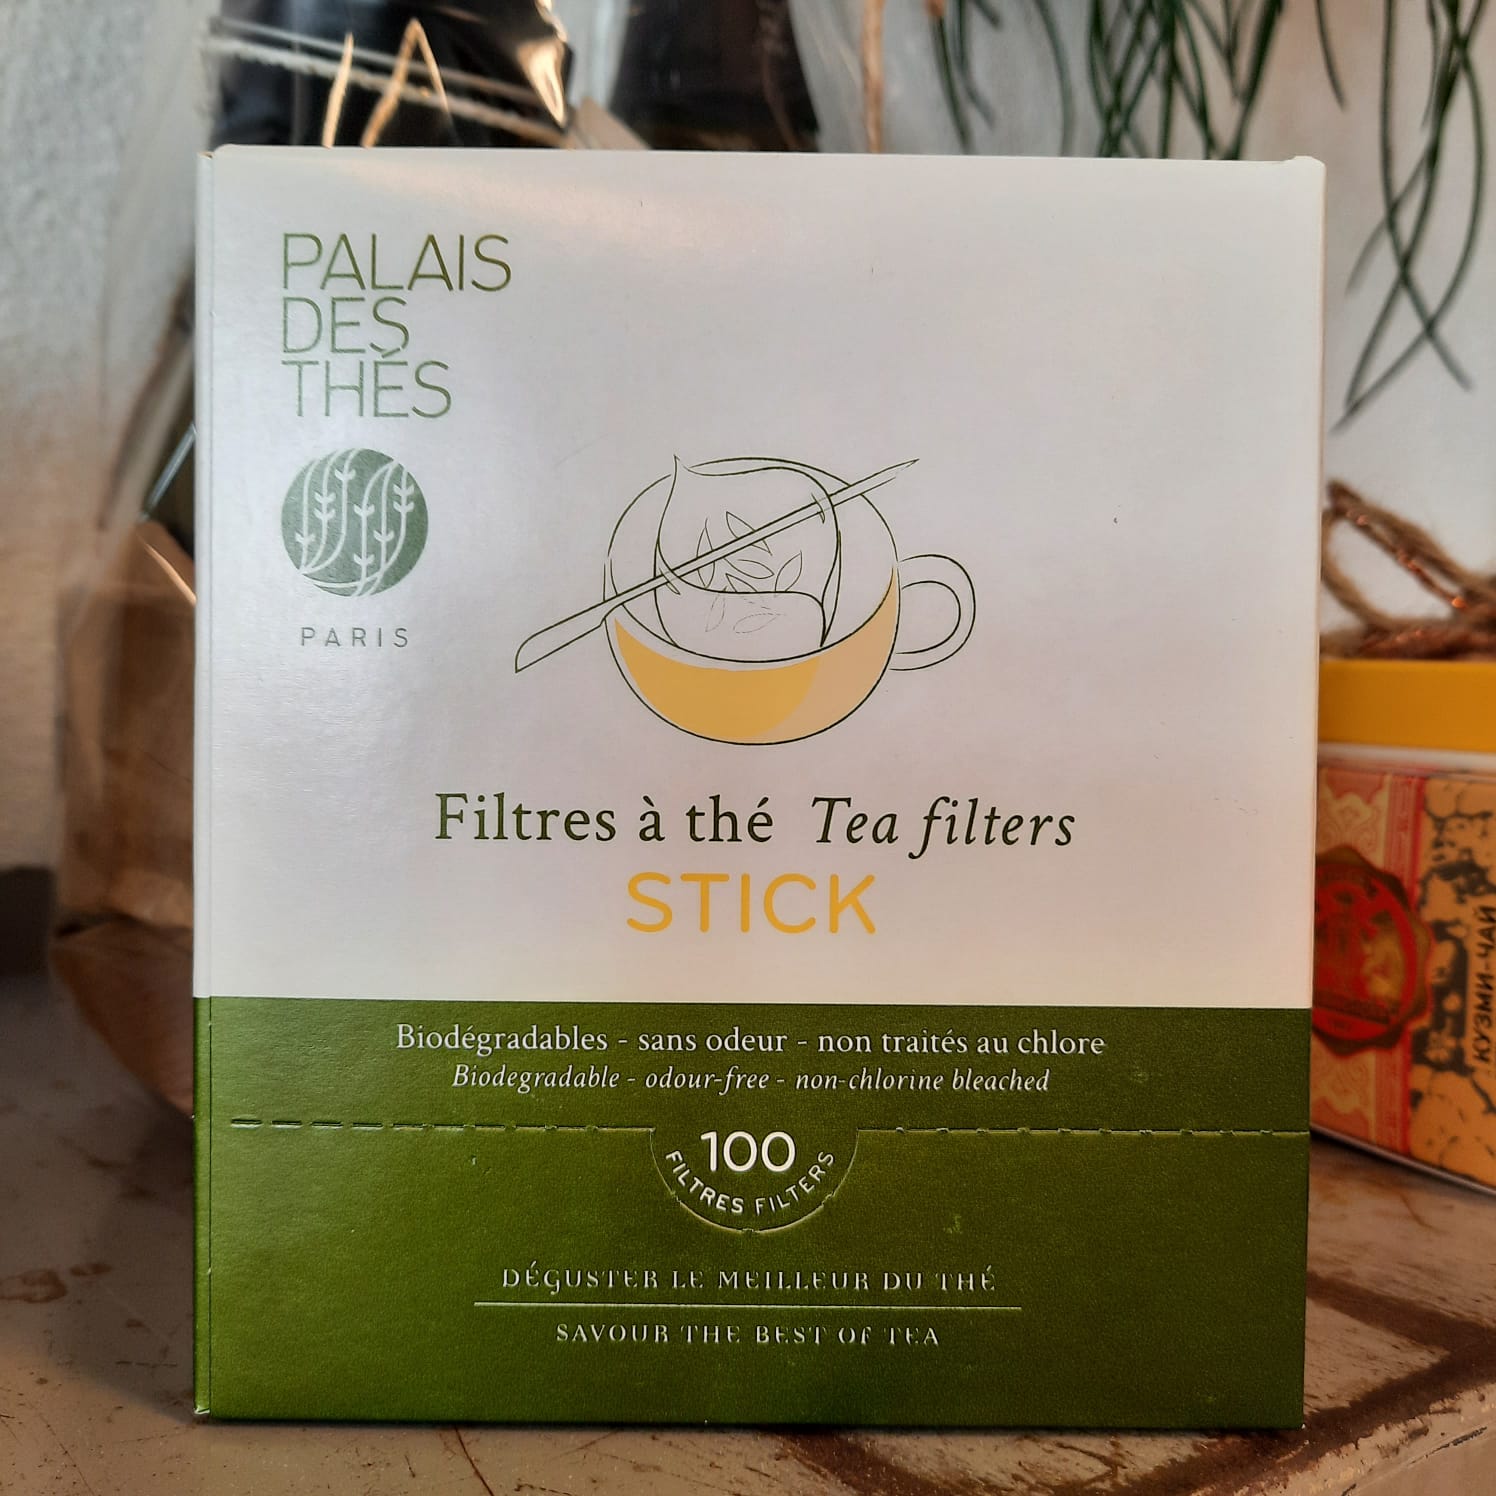 PALAIS
DES
THÉS
PARIS
Filtres à thé Tea filters
STICK
Biodégradables - sans odeur - non traités au chlore
Biodegradable - odour-free - non-chlorine bleached
100
FILTRES FILTERS
DÉGUSTER LE MEILLEUR DU THÉ
SAVOUR THE BEST OF TEA
КУЗМИ-ЧАЙ